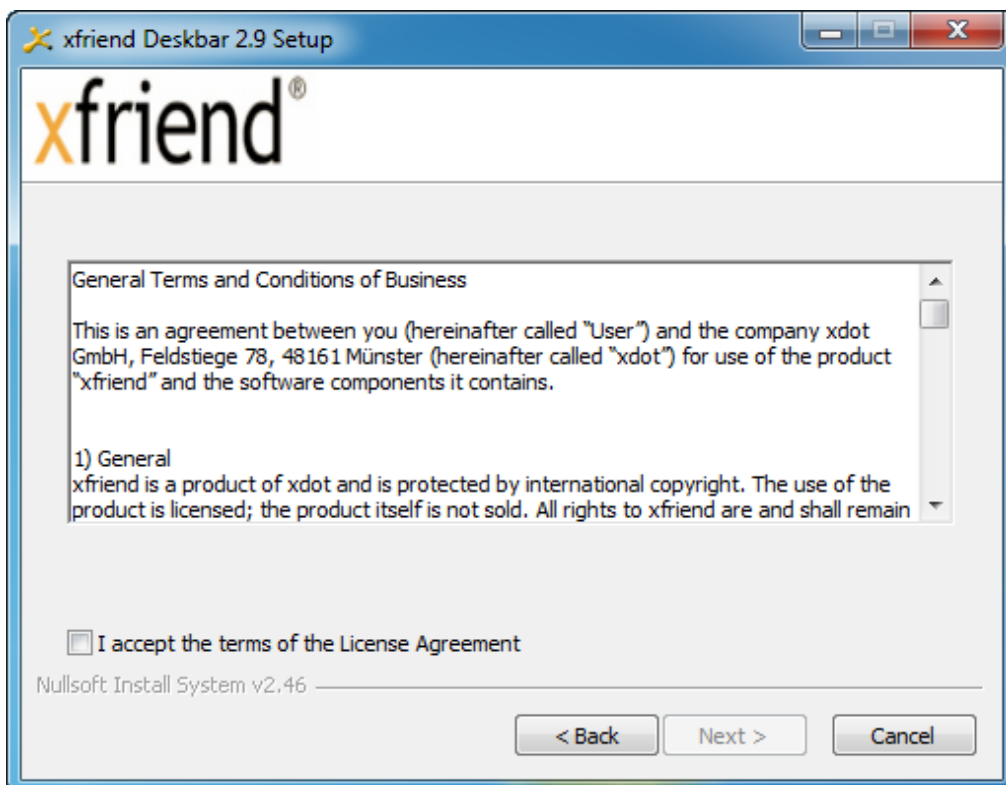 xfriend Deskbar 2.9 Setup
xfriend®
General Terms and Conditions of Business
This is an agreement between you (hereinafter called “User”) and the company xdot
GmbH, Feldstiege 78, 48161 Münster (hereinafter called “xdot”) for use of the product
“xfriend” and the software components it contains.
1) General
xfriend is a product of xdot and is protected by international copyright. The use of the
product is licensed; the product itself is not sold. All rights to xfriend are and shall remain
I accept the terms of the License Agreement
Nullsoft Install System v2.46
< Back Next > Cancel